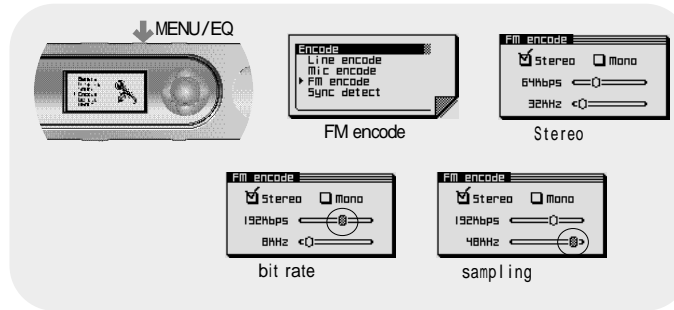 MENU/EQ
Encode
Line encode
Mic encode
FM encode
Sync detect
FM encode
FM encode
Stereo Mono
64Kbps
32KHz
Stereo
FM encode
Stereo Mono
192Kbps
8KHz
bit rate
FM encode
Stereo Mono
192Kbps
48KHz
sampling